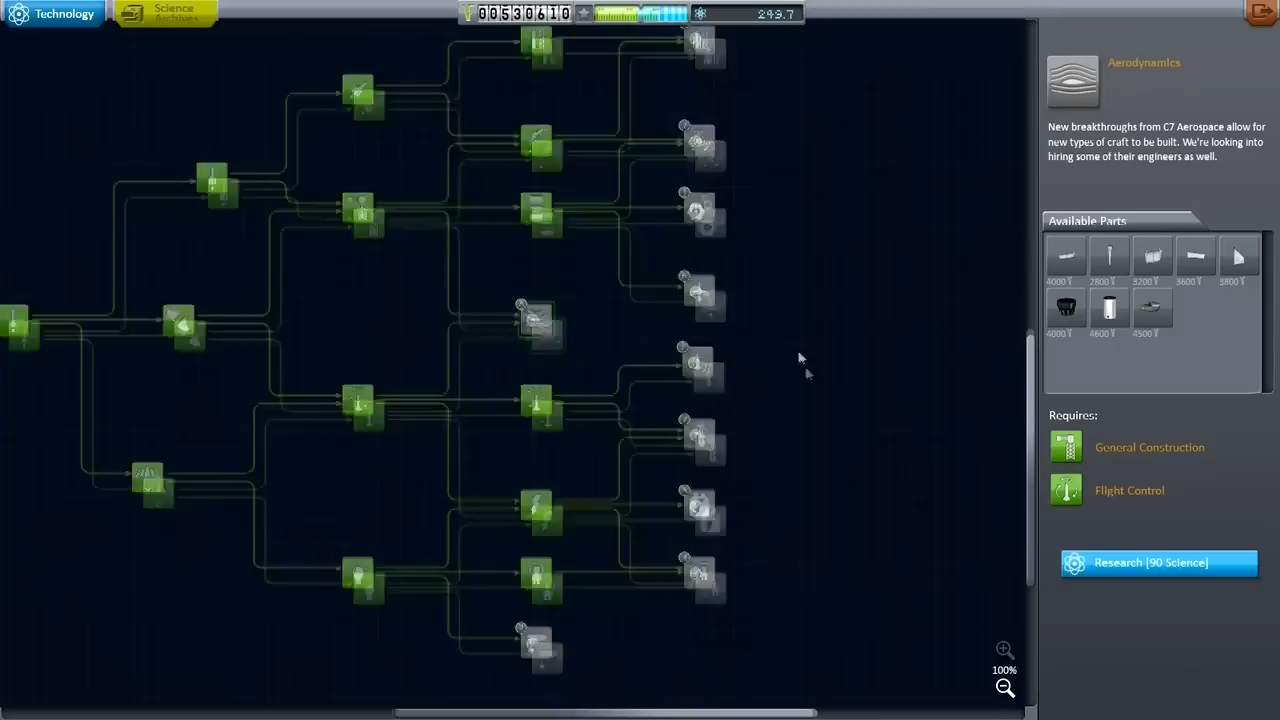 Technology
Science
Archives
00530610
249.7
Aerodynamics
New breakthroughs from C7 Aerospace allow for
new types of craft to be built. We're looking into
hiring some of their engineers as well.
Available Parts
4000 2800 3200 3600 3800
4000 4600 4500
Requires:
General Construction
Flight Control
Research [90 Science]
100%